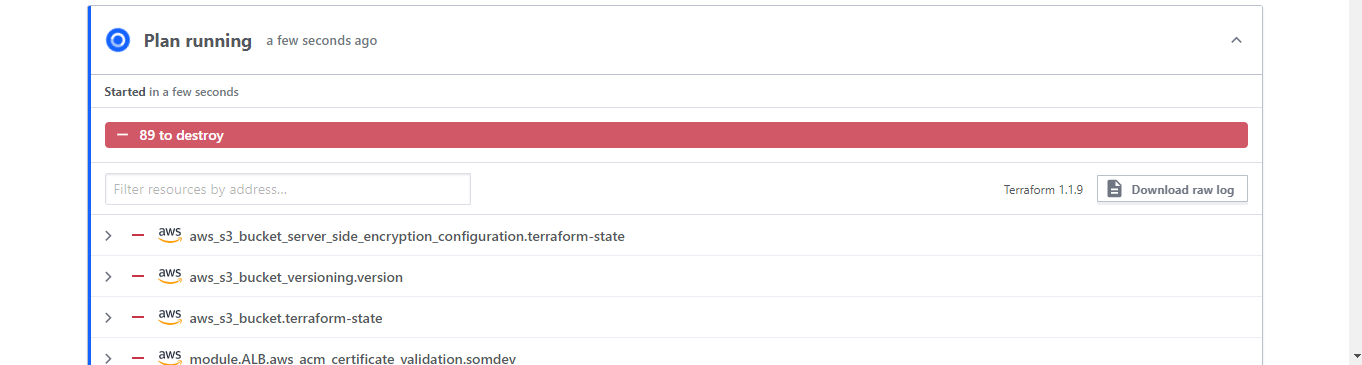 Plan running a few seconds ago
Started in a few seconds
89 to destroy
Filter resources by address...
Terraform 1.1.9 Download raw log
aws aws_s3_bucket_server_side_encryption_configuration.terraform-state
aws aws_s3_bucket_versioning.version
aws aws_s3_bucket.terraform-state
aws module.ALB.aws_acm_certificate_validation.somdev